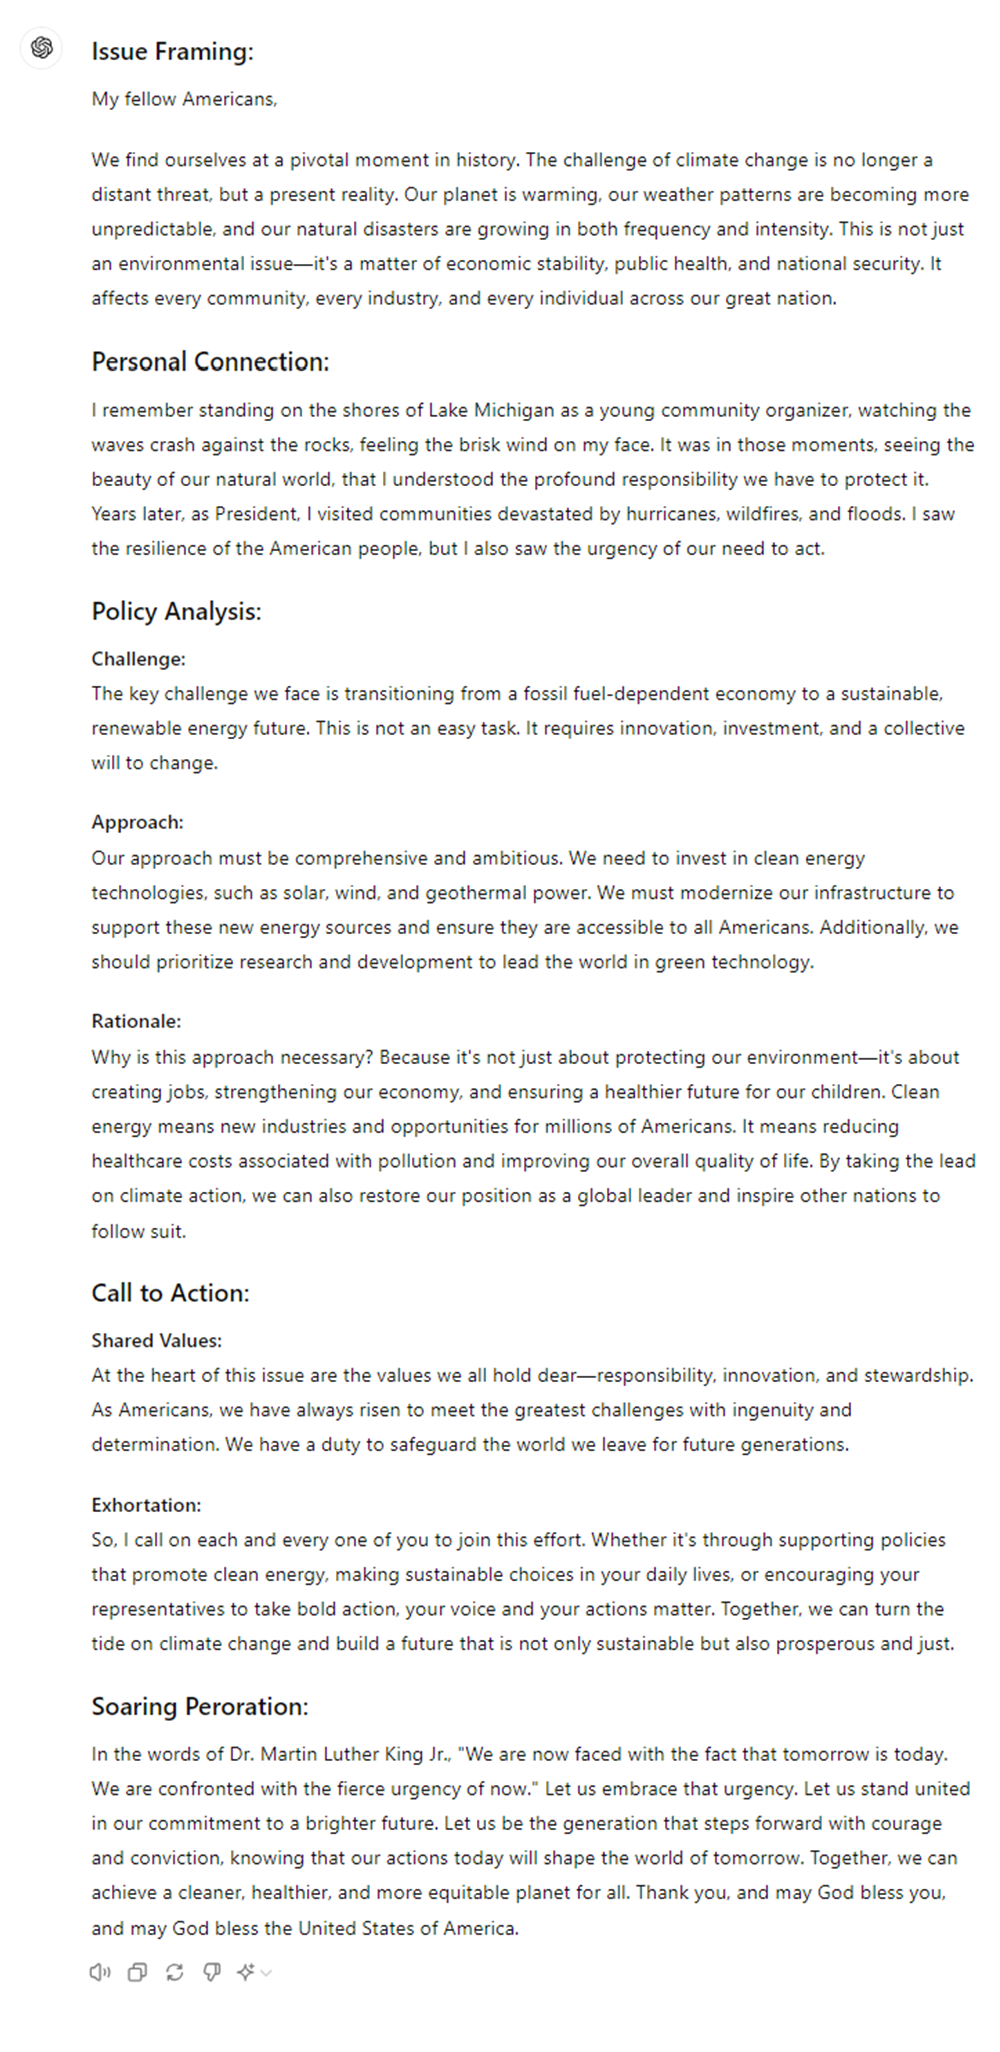 Issue Framing:
My fellow Americans,
We find ourselves at a pivotal moment in history. The challenge of climate change is no longer a
distant threat, but a present reality. Our planet is warming, our weather patterns are becoming more
unpredictable, and our natural disasters are growing in both frequency and intensity. This is not just
an environmental issue—it's a matter of economic stability, public health, and national security. It
affects every community, every industry, and every individual across our great nation.
Personal Connection:
I remember standing on the shores of Lake Michigan as a young community organizer, watching the
waves crash against the rocks, feeling the brisk wind on my face. It was in those moments, seeing the
beauty of our natural world, that I understood the profound responsibility we have to protect it.
Years later, as President, I visited communities devastated by hurricanes, wildfires, and floods. I saw
the resilience of the American people, but I also saw the urgency of our need to act.
Policy Analysis:
Challenge:
The key challenge we face is transitioning from a fossil fuel-dependent economy to a sustainable,
renewable energy future. This is not an easy task. It requires innovation, investment, and a collective
will to change.
Approach:
Our approach must be comprehensive and ambitious. We need to invest in clean energy
technologies, such as solar, wind, and geothermal power. We must modernize our infrastructure to
support these new energy sources and ensure they are accessible to all Americans. Additionally, we
should prioritize research and development to lead the world in green technology.
Rationale:
Why is this approach necessary? Because it's not just about protecting our environment—it's about
creating jobs, strengthening our economy, and ensuring a healthier future for our children. Clean
energy means new industries and opportunities for millions of Americans. It means reducing
healthcare costs associated with pollution and improving our overall quality of life. By taking the lead
on climate action, we can also restore our position as a global leader and inspire other nations to
follow suit.
Call to Action:
Shared Values:
At the heart of this issue are the values we all hold dear—responsibility, innovation, and stewardship.
As Americans, we have always risen to meet the greatest challenges with ingenuity and
determination. We have a duty to safeguard the world we leave for future generations.
Exhortation:
So, I call on each and every one of you to join this effort. Whether it's through supporting policies
that promote clean energy, making sustainable choices in your daily lives, or encouraging your
representatives to take bold action, your voice and your actions matter. Together, we can turn the
tide on climate change and build a future that is not only sustainable but also prosperous and just.
Soaring Peroration:
In the words of Dr. Martin Luther King Jr., "We are now faced with the fact that tomorrow is today.
We are confronted with the fierce urgency of now." Let us embrace that urgency. Let us stand united
in our commitment to a brighter future. Let us be the generation that steps forward with courage
and conviction, knowing that our actions today will shape the world of tomorrow. Together, we can
achieve a cleaner, healthier, and more equitable planet for all. Thank you, and may God bless you,
and may God bless the United States of America.